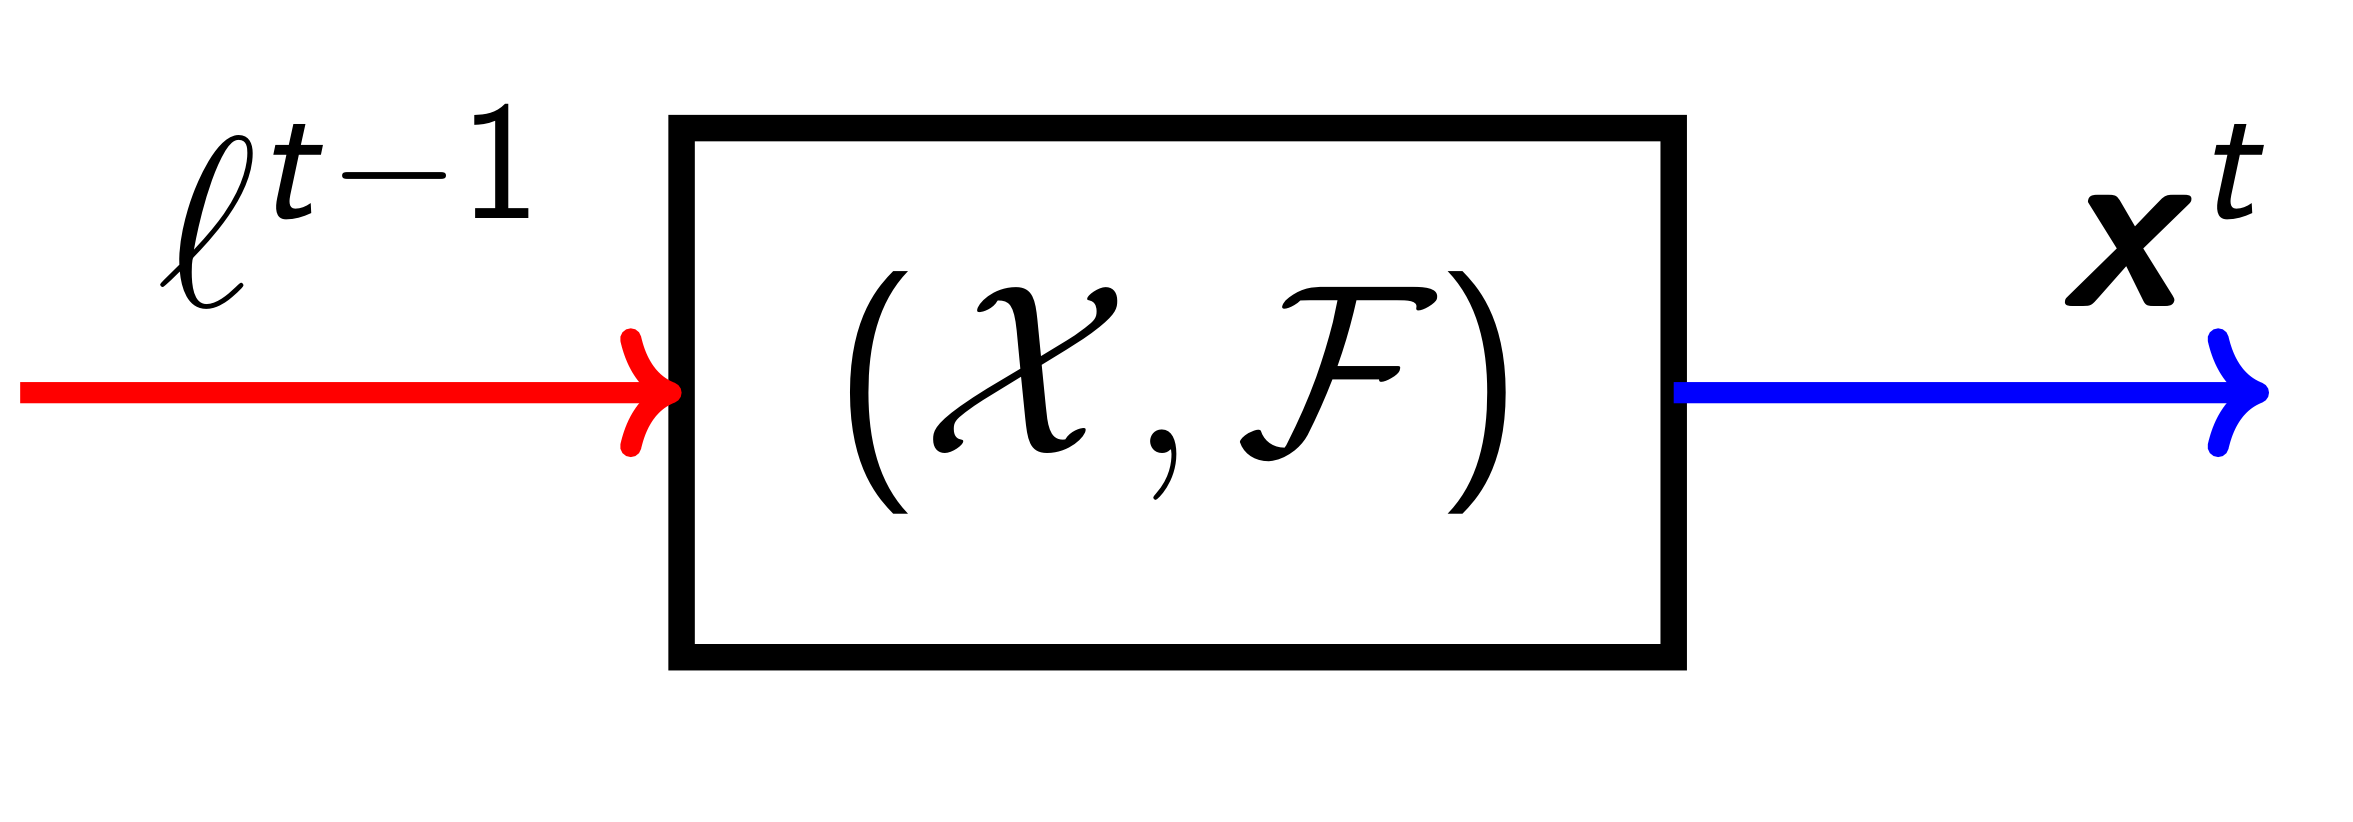 ℓ^{t−1}
(𝒳, ℱ)
𝒙^t